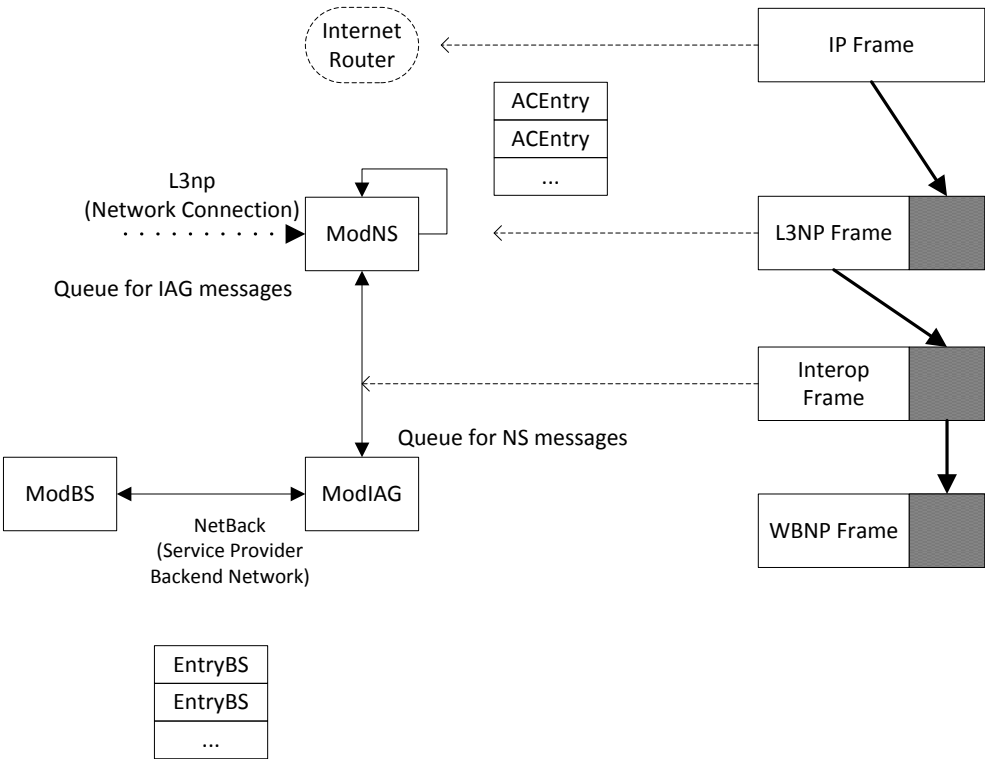 Internet
Router
IP Frame
ACEntry
ACEntry
...
L3np
(Network Connection)
ModNS
L3NP Frame
Queue for IAG messages
Interop
Frame
Queue for NS messages
ModBS
ModIAG
NetBack
(Service Provider
Backend Network)
WBNP Frame
EntryBS
EntryBS
...